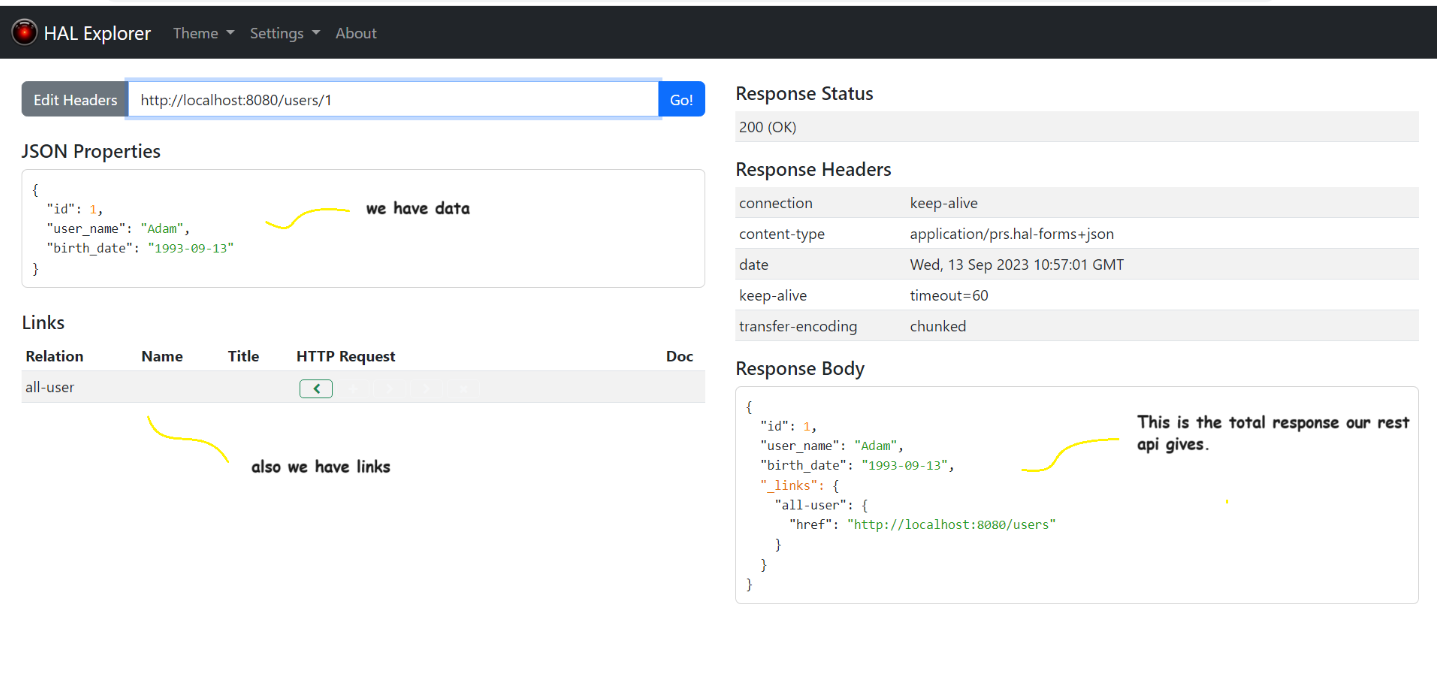 HAL Explorer Theme Settings About
Edit Headers http://localhost:8080/users/1 Go!
JSON Properties
{
"id": 1,
"user_name": "Adam",
"birth_date": "1993-09-13"
}
we have data
Links
Relation Name Title HTTP Request Doc
all-user <
also we have links
Response Status
200 (OK)
Response Headers
connection keep-alive
content-type application/prs.hal-forms+json
date Wed, 13 Sep 2023 10:57:01 GMT
keep-alive timeout=60
transfer-encoding chunked
Response Body
{
"id": 1,
"user_name": "Adam",
"birth_date": "1993-09-13",
"_links": {
"all-user": {
"href": "http://localhost:8080/users"
}
}
}
This is the total response our rest
api gives.